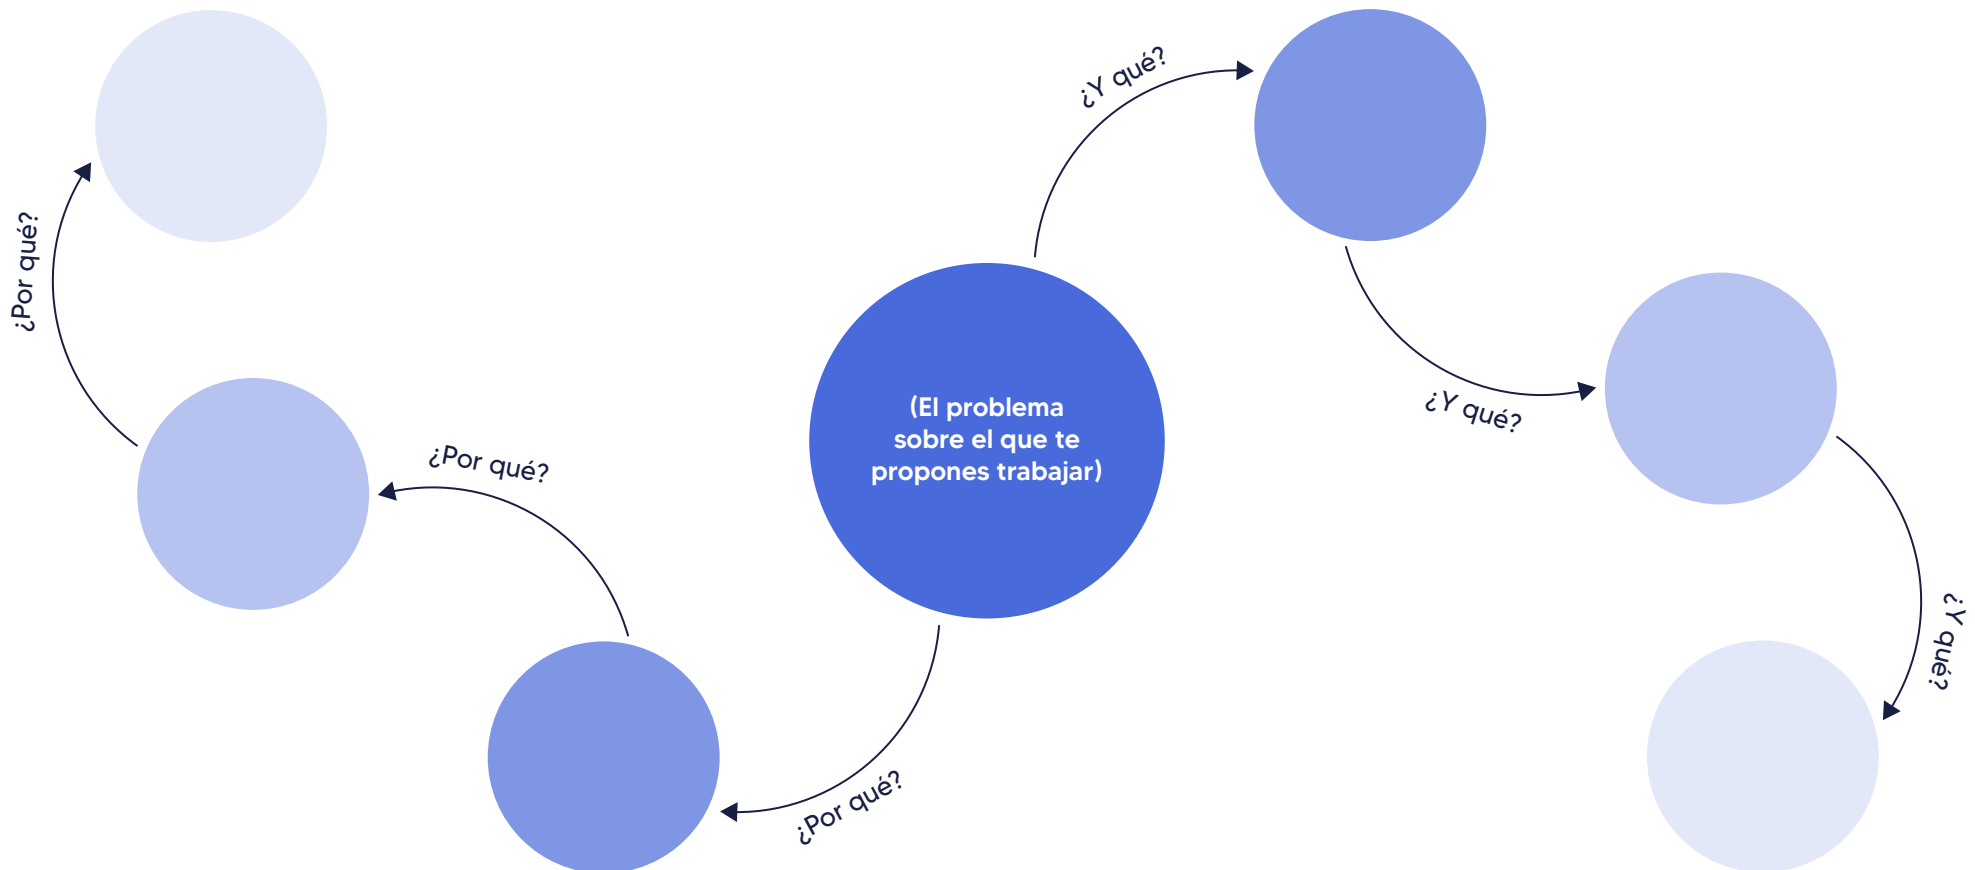 ¿Y qué?
¿Por qué?
¿Y qué?
(El problema
sobre el que te
propones trabajar)
¿Por qué?
¿Y qué?
¿Por qué?